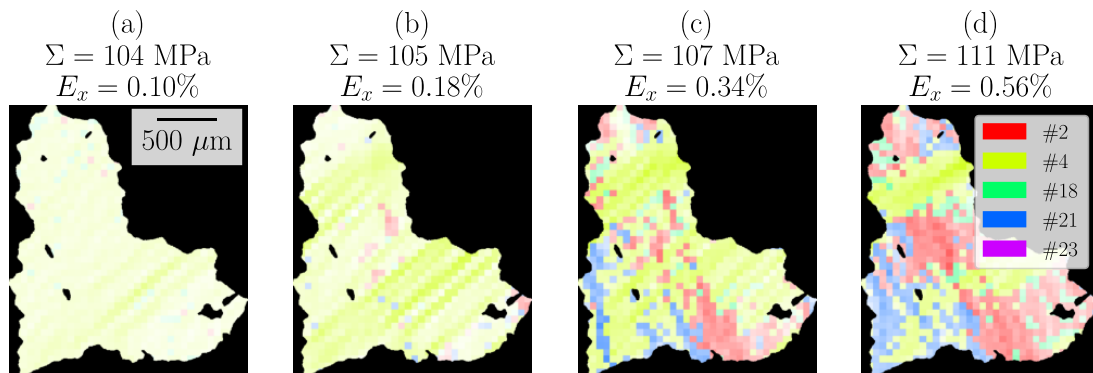 (a)
Σ = 104 MPa
E_x = 0.10%
500 μm
(b)
Σ = 105 MPa
E_x = 0.18%
(c)
Σ = 107 MPa
E_x = 0.34%
(d)
Σ = 111 MPa
E_x = 0.56%
#2
#4
#18
#21
#23